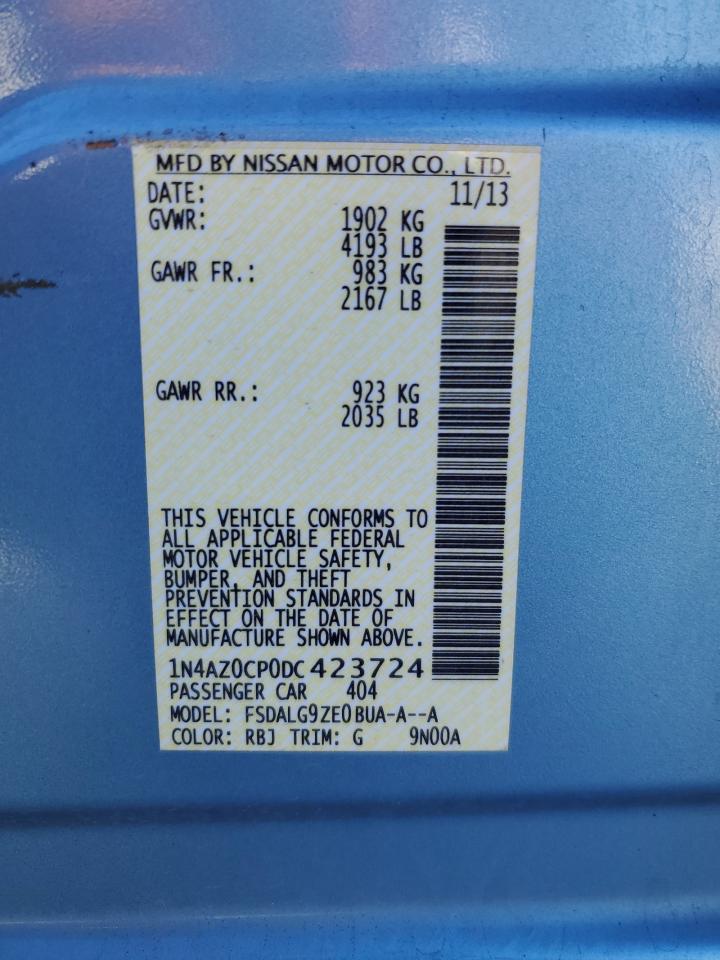 MFD BY NISSAN MOTOR CO., LTD.
DATE: 11/13
GVWR: 1902 KG
4193 LB
GAWR FR.: 983 KG
2167 LB
GAWR RR.: 923 KG
2035 LB
THIS VEHICLE CONFORMS TO
ALL APPLICABLE FEDERAL
MOTOR VEHICLE SAFETY,
BUMPER, AND THEFT
PREVENTION STANDARDS IN
EFFECT ON THE DATE OF
MANUFACTURE SHOWN ABOVE.
1N4AZ0CP0DC423724
PASSENGER CAR 404
MODEL: FSDALG9ZE0BUA-A--A
COLOR: RBJ TRIM: G 9N00A